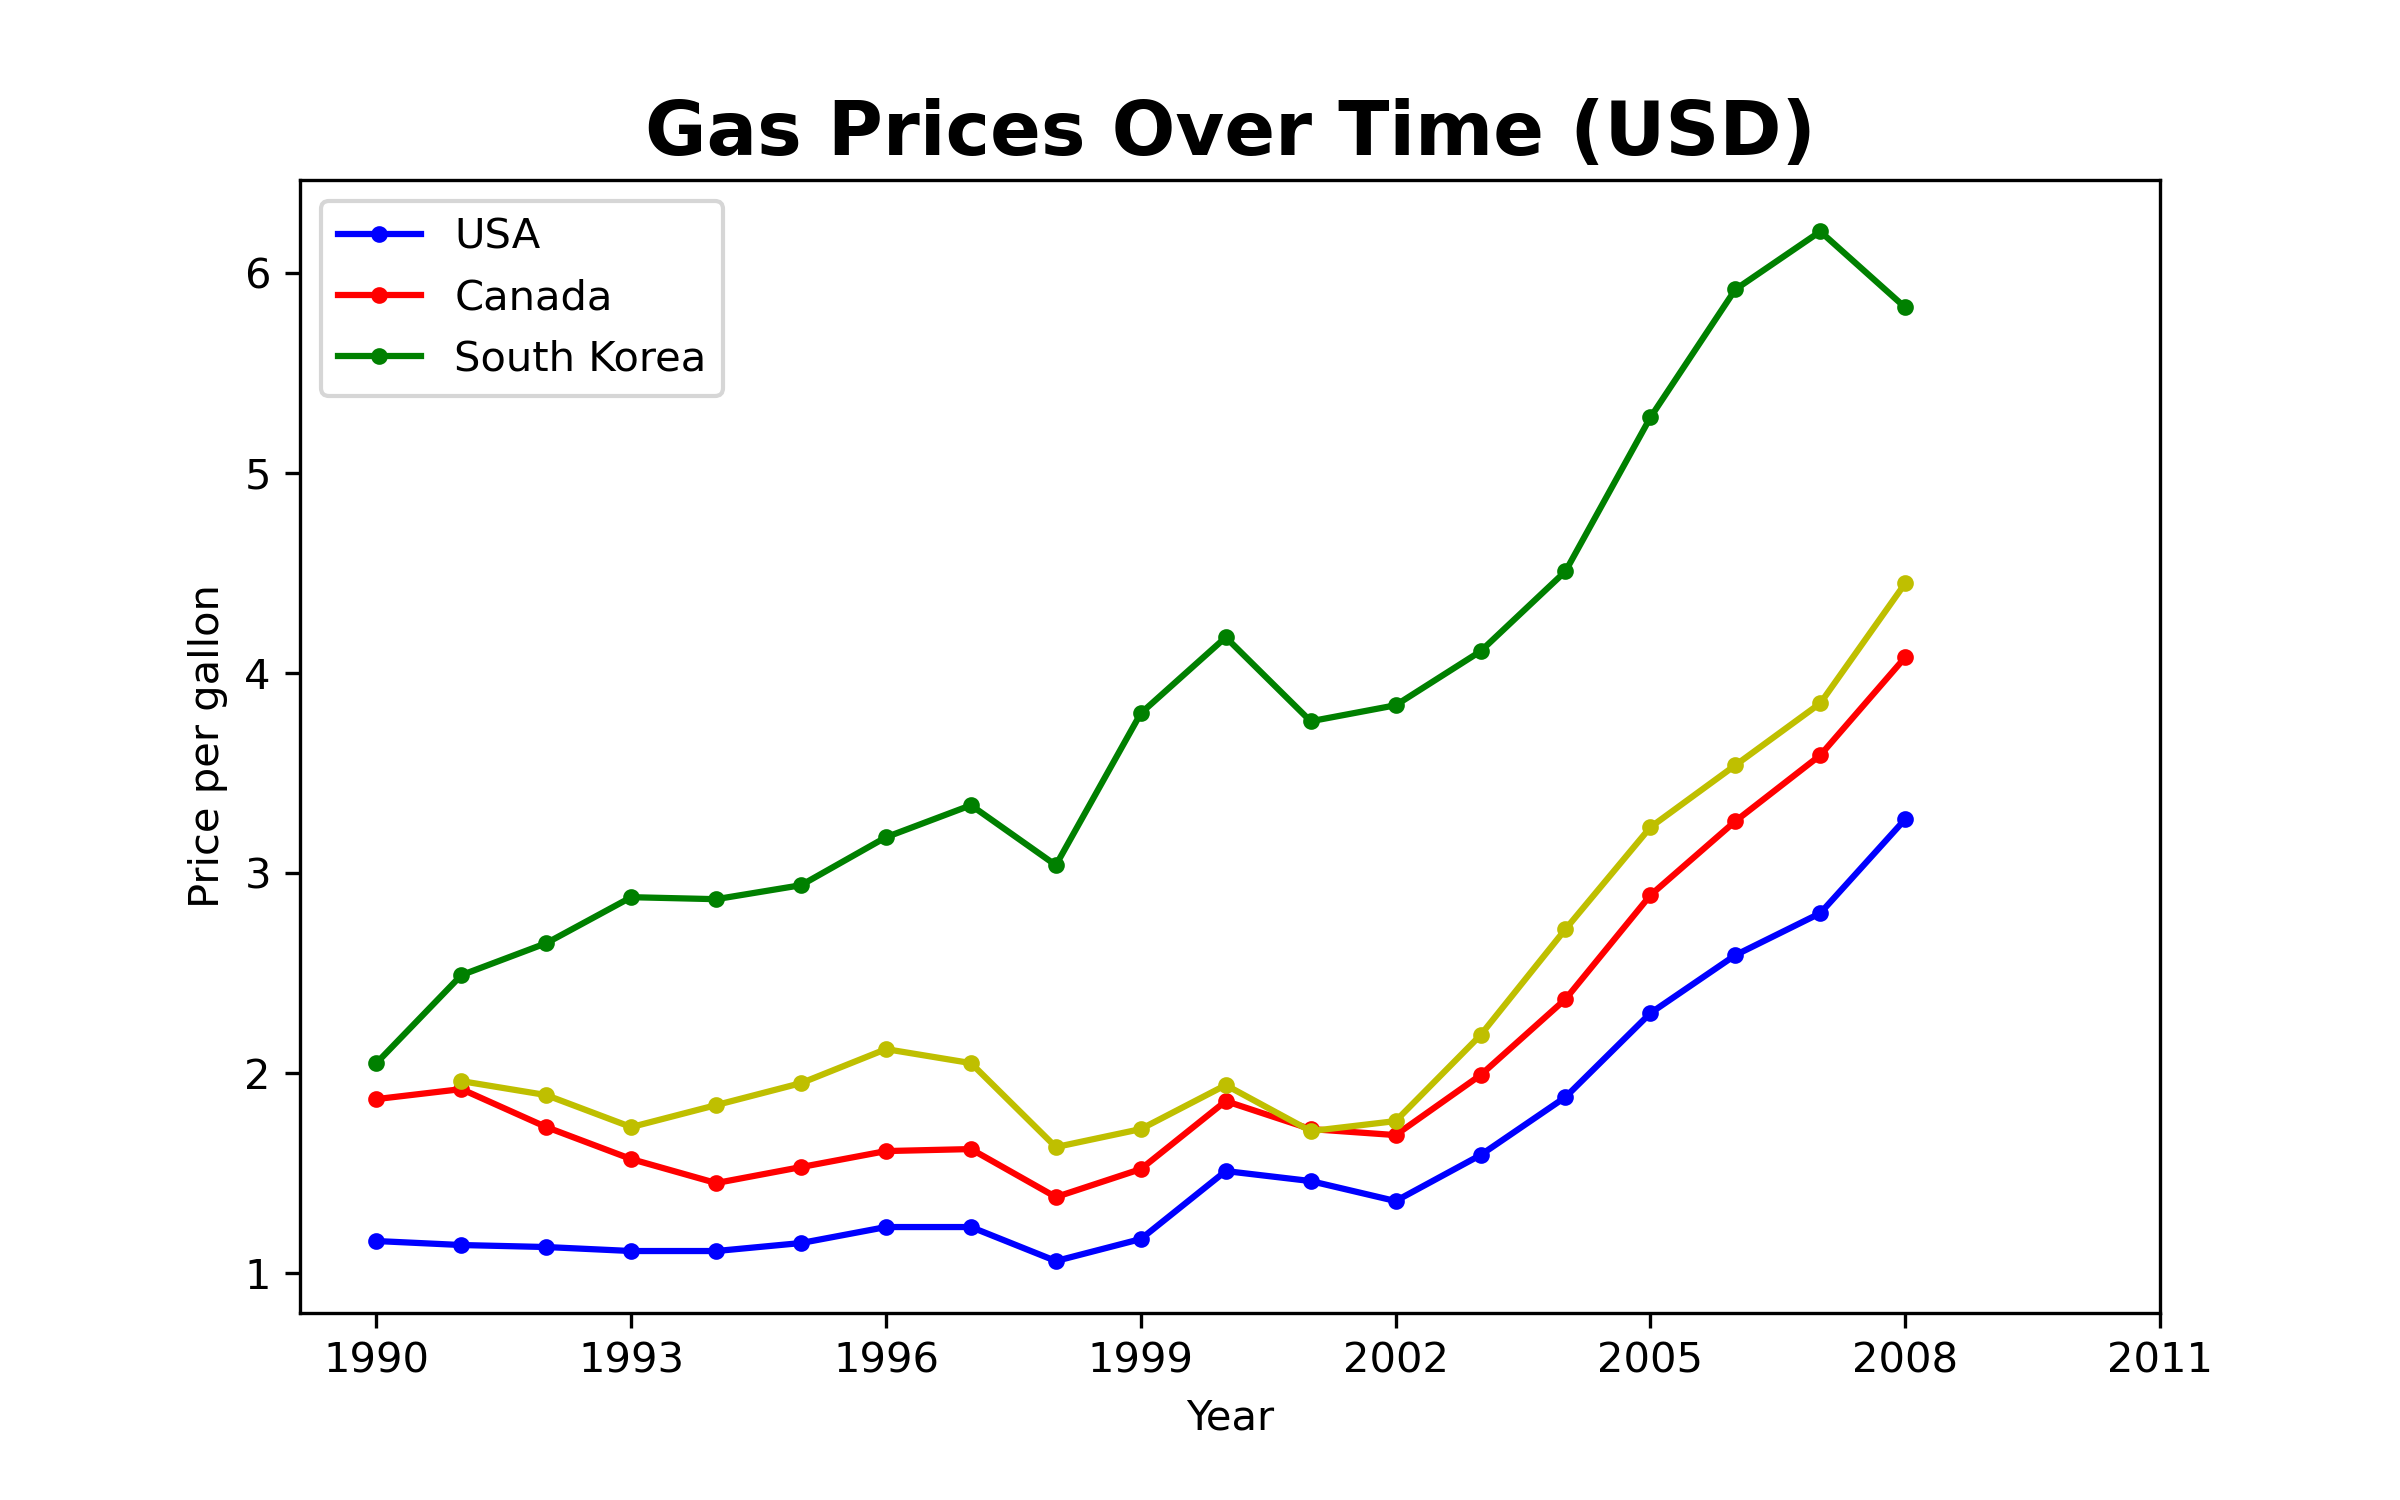 Gas Prices Over Time (USD)
USA
Canada
South Korea
6
5
4
3
2
1
Price per gallon
1990 1993 1996 1999 2002 2005 2008 2011
Year